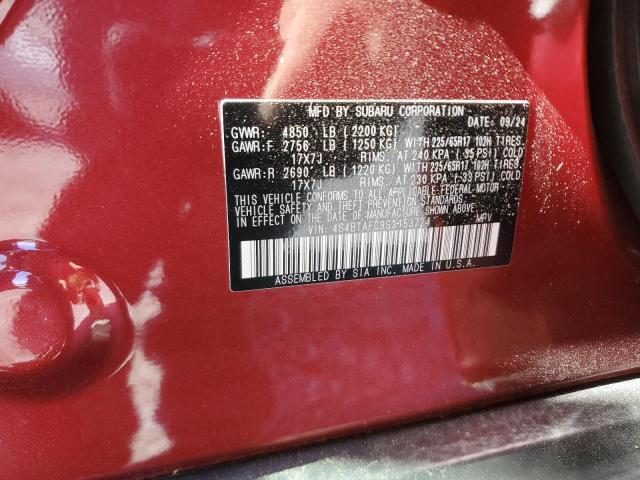 MFD BY SUBARU CORPORATION
DATE: 09/24
GVWR: 4850 LB (2200 KG)
GAWR:F 2756 LB (1250 KG) WITH 225/65R17 102H TIRES.
17X7J RIMS. AT 240 KPA (35 PSI) COLD
GAWR:R 2690 LB (1220 KG) WITH 225/65R17 102H TIRES.
17X7J RIMS. AT 230 KPA (33 PSI) COLD
THIS VEHICLE CONFORMS TO ALL APPLICABLE FEDERAL MOTOR
VEHICLE SAFETY AND BUMPER STANDARDS
IN EFFECT ON THE DATE OF MANUFACTURE SHOWN ABOVE.
VIN: MPV
ASSEMBLED BY SIA INC. MADE IN U.S.A.